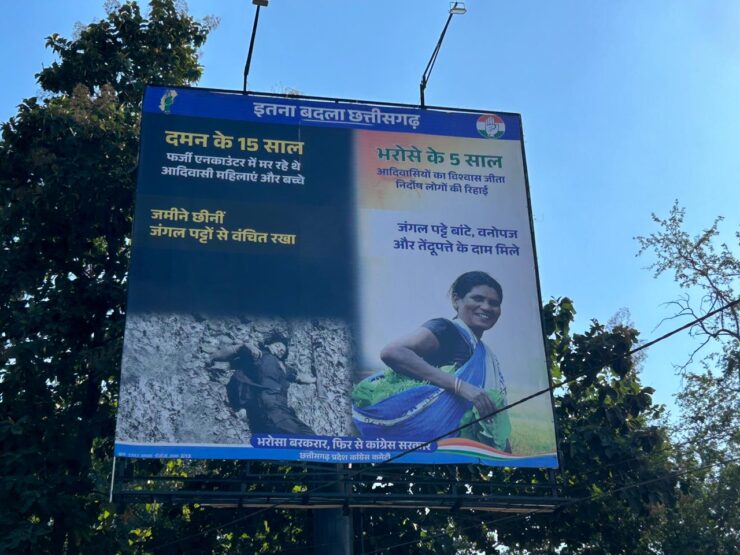 इतना बदला छत्तीसगढ़
दमन के 15 साल
फर्जी एनकाउंटर में मर रहे थे
आदिवासी महिलाएं और बच्चे
जमीने छीनीं
जंगल पट्टों से वंचित रखा
भरोसे के 5 साल
आदिवासियों का विश्वास जीता
निर्दोष लोगों की रिहाई
जंगल पट्टे बांटे, वनोपज
और तेंदूपत्ते के दाम मिले
भरोसा बरकरार, फिर से कांग्रेस सरकार
छत्तीसगढ़ प्रदेश कांग्रेस कमेटी